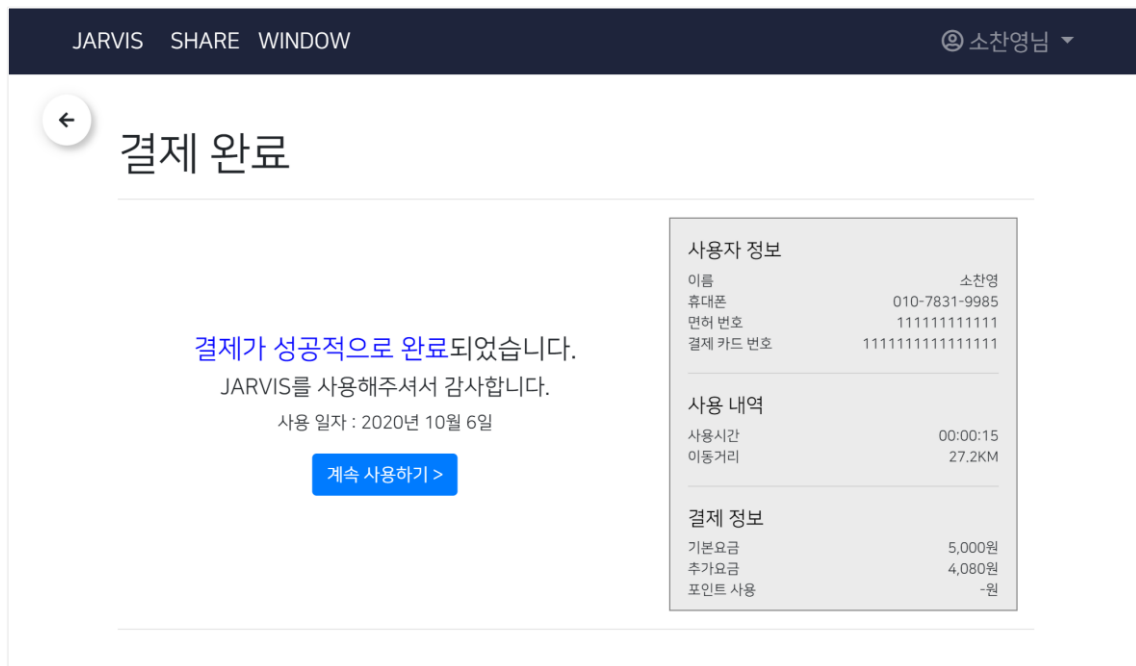 JARVIS SHARE WINDOW
소찬영님
결제 완료
결제가 성공적으로 완료되었습니다.
JARVIS를 사용해주셔서 감사합니다.
사용 일자 : 2020년 10월 6일
계속 사용하기 >
사용자 정보
이름 소찬영
휴대폰 010-7831-9985
면허 번호 111111111111
결제 카드 번호 1111111111111111
사용 내역
사용시간 00:00:15
이동거리 27.2KM
결제 정보
기본요금 5,000원
추가요금 4,080원
포인트 사용 -원